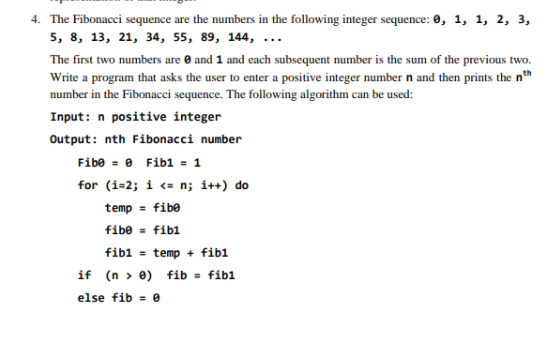 4. The Fibonacci sequence are the numbers in the following integer sequence: 0, 1, 1, 2, 3,
5, 8, 13, 21, 34, 55, 89, 144, ...
The first two numbers are 0 and 1 and each subsequent number is the sum of the previous two.
Write a program that asks the user to enter a positive integer number n and then prints the nth
number in the Fibonacci sequence. The following algorithm can be used:
Input: n positive integer
Output: nth Fibonacci number
Fib0 = 0 Fib1 = 1
for (i=2; i <= n; i++) do
temp = fib0
fib0 = fib1
fib1 = temp + fib1
if (n > 0) fib = fib1
else fib = 0